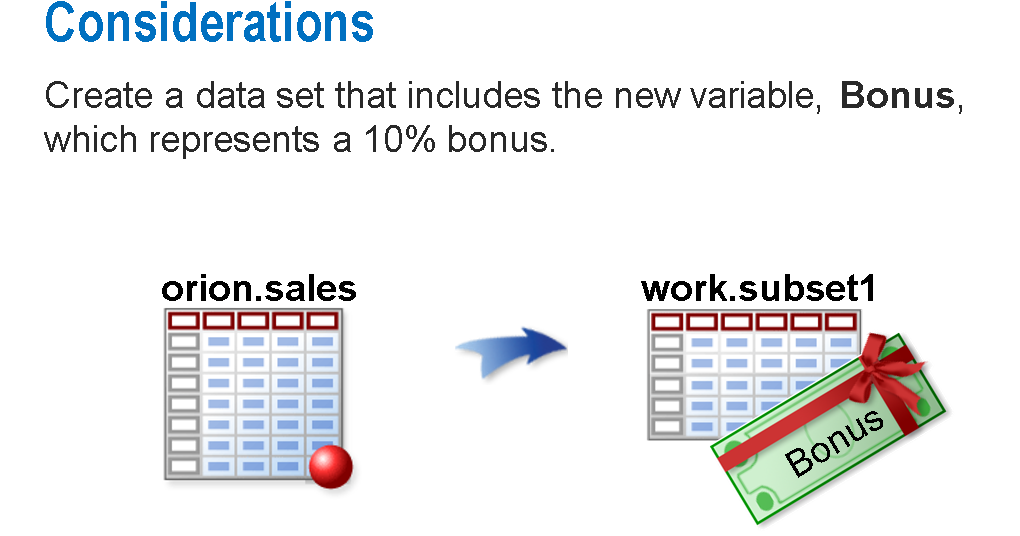 Considerations
Create a data set that includes the new variable, Bonus,
which represents a 10% bonus.
orion.sales
work.subset1
Bonus